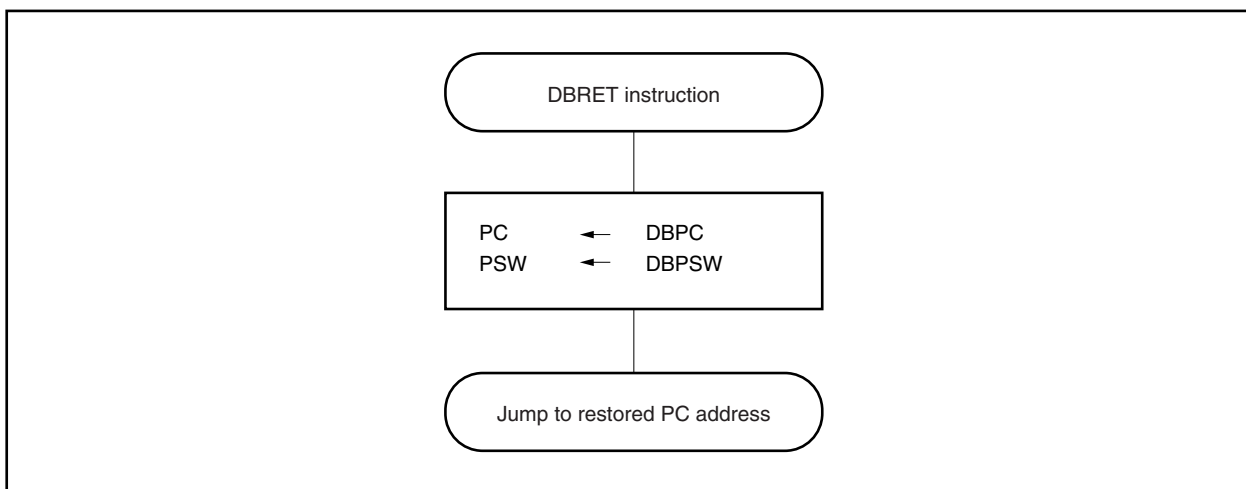 DBRET instruction
PC ← DBPC
PSW ← DBPSW
Jump to restored PC address